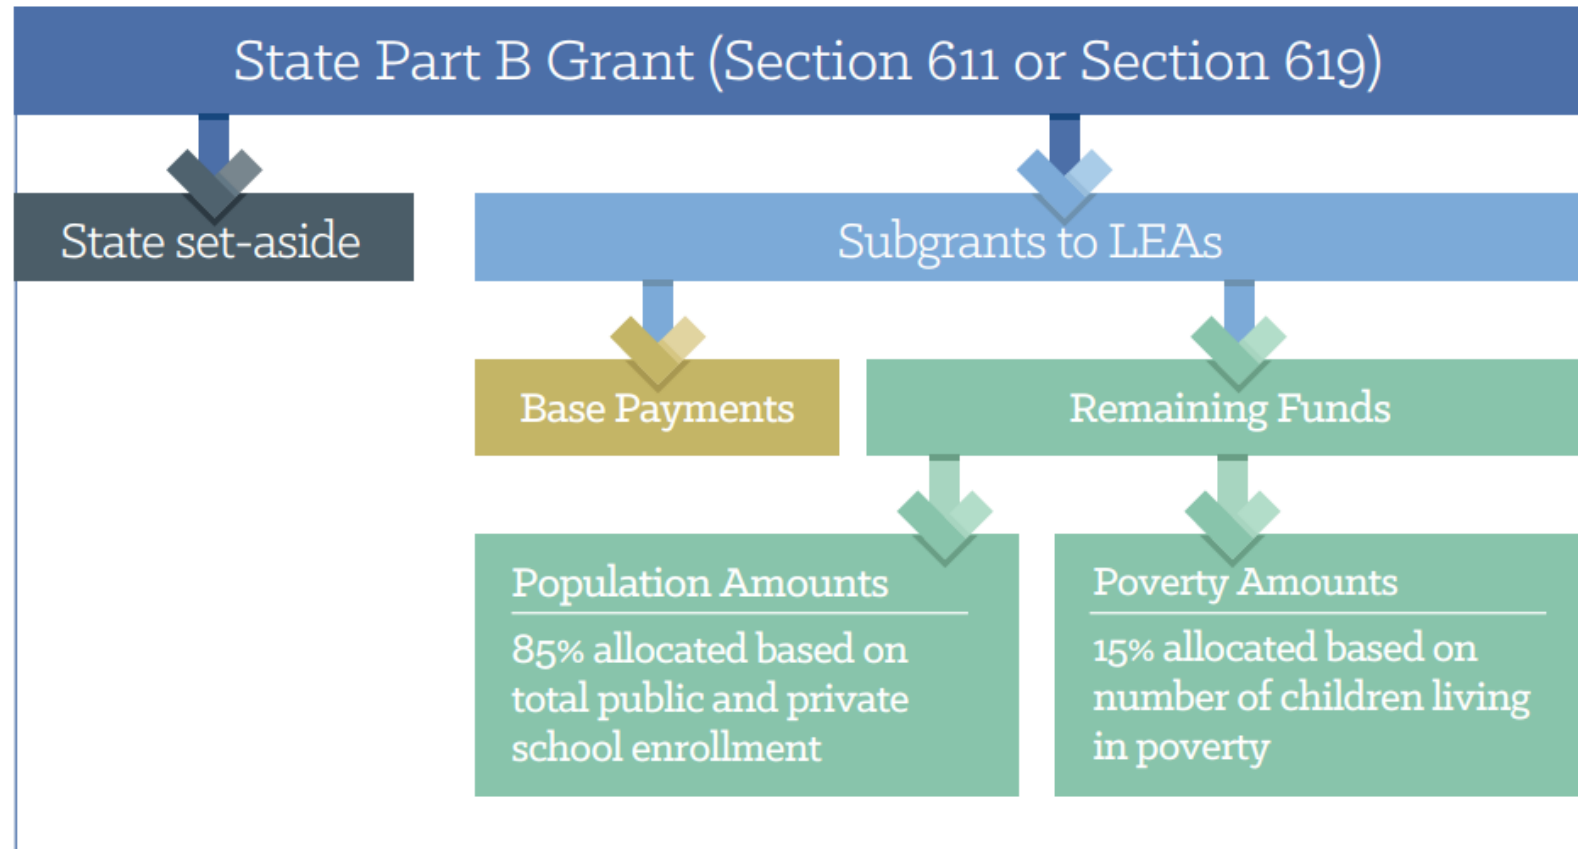 State Part B Grant (Section 611 or Section 619)
State set-aside
Subgrants to LEAs
Base Payments
Remaining Funds
Population Amounts
85% allocated based on
total public and private
school enrollment
Poverty Amounts
15% allocated based on
number of children living
in poverty